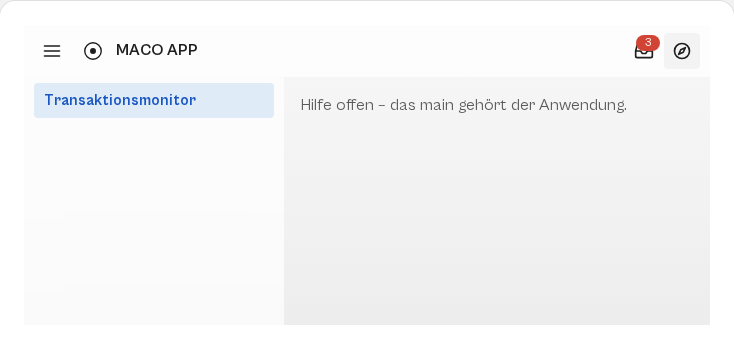 MACO APP
3
Transaktionsmonitor
Hilfe offen – das main gehört der Anwendung.